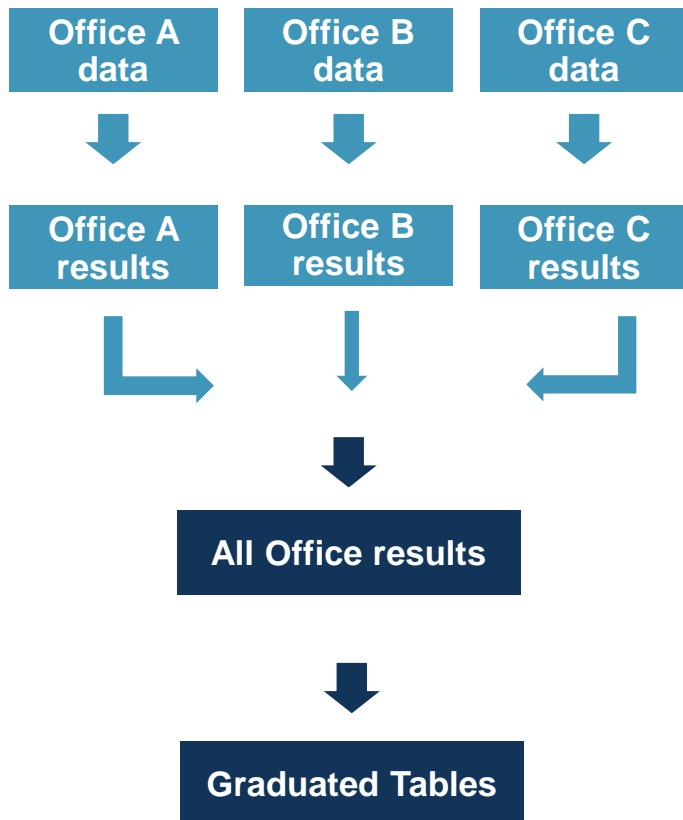 Office A
data
Office B
data
Office C
data
Office A
results
Office B
results
Office C
results
All Office results
Graduated Tables